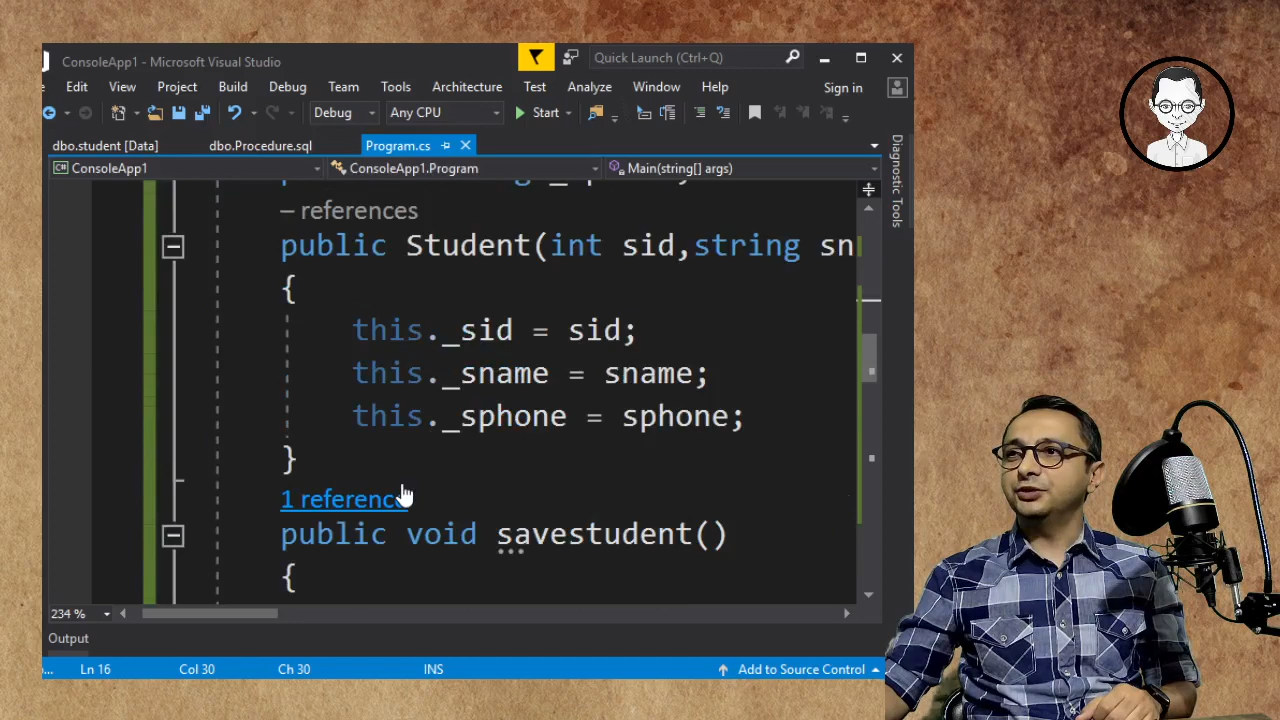 ConsoleApp1 - Microsoft Visual Studio
Quick Launch (Ctrl+Q)
Edit View Project Build Debug Team Tools Architecture Test Analyze Window Help Sign in
Debug Any CPU Start
dbo.student [Data] dbo.Procedure.sql Program.cs
Diagnostic Tools
C# ConsoleApp1 ConsoleApp1.Program Main(string[] args)
– references
public Student(int sid,string sn
{
this._sid = sid;
this._sname = sname;
this._sphone = sphone;
}
1 referenc
public void savestudent()
{
234 %
Output
Ln 16 Col 30 Ch 30 INS Add to Source Control